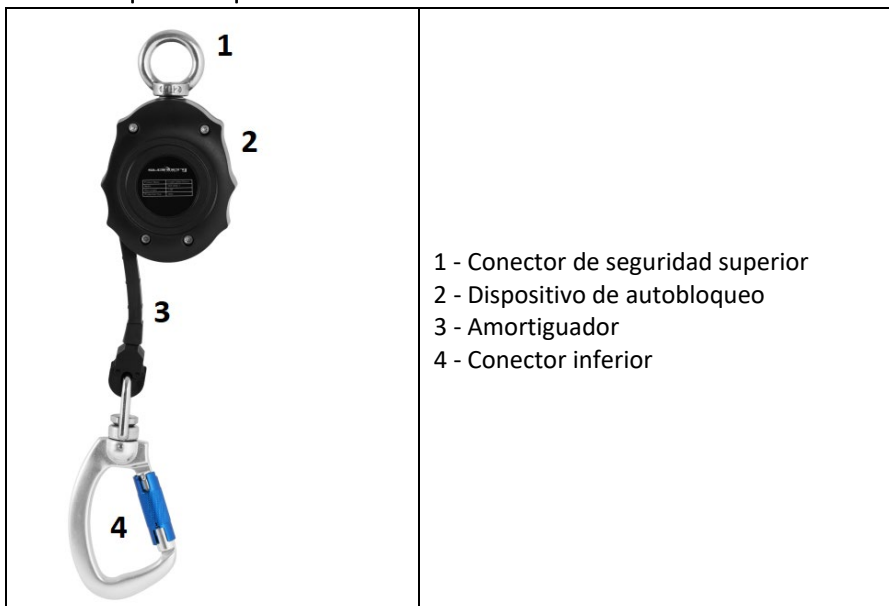 1
2
3
4
1 - Conector de seguridad superior
2 - Dispositivo de autobloqueo
3 - Amortiguador
4 - Conector inferior